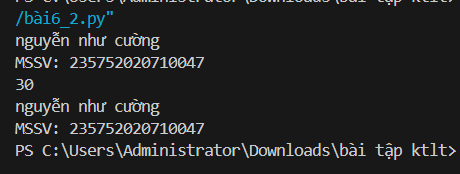 /bài6_2.py"
nguyễn như cường
MSSV: 235752020710047
30
nguyễn như cường
MSSV: 235752020710047
PS C:\Users\Administrator\Downloads\bài tập ktlt>